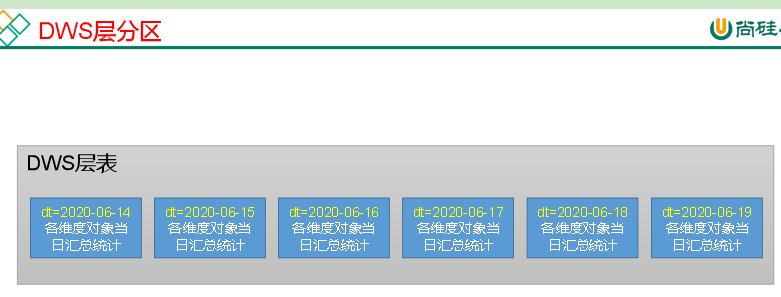 DWS层分区
尚硅
DWS层表
dt=2020-06-14
各维度对象当
日汇总统计
dt=2020-06-15
各维度对象当
日汇总统计
dt=2020-06-16
各维度对象当
日汇总统计
dt=2020-06-17
各维度对象当
日汇总统计
dt=2020-06-18
各维度对象当
日汇总统计
dt=2020-06-19
各维度对象当
日汇总统计